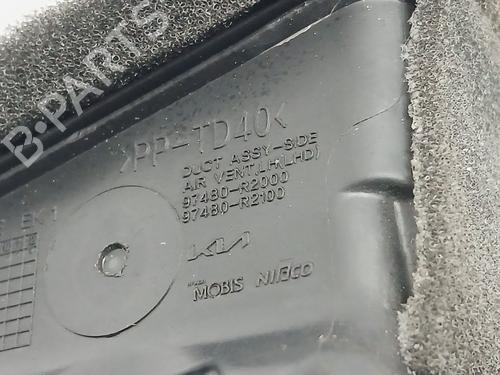 B-PARTS
>PP-TD40<
DUCT ASSY-SIDE
AIR VENT,LH(LHD)
97480-R2000
97480-R2100
KIA
MOBIS NIFCO